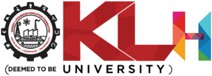 KLH
(DEEMED TO BE UNIVERSITY)